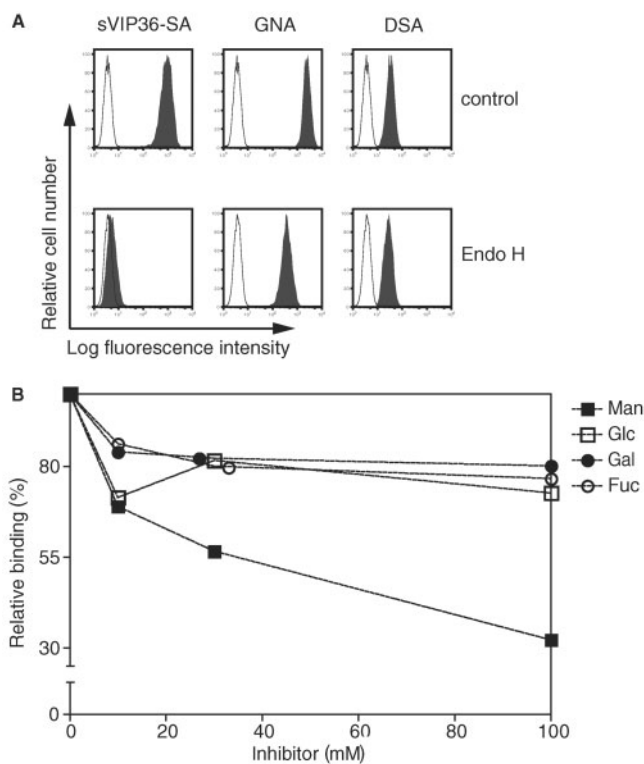 A
sVIP36-SA GNA DSA
control
Endo H
Relative cell number
Log fluorescence intensity
B
Man
Glc
Gal
Fuc
Relative binding (%)
80
55
30
0
0 20 40 60 80 100
Inhibitor (mM)